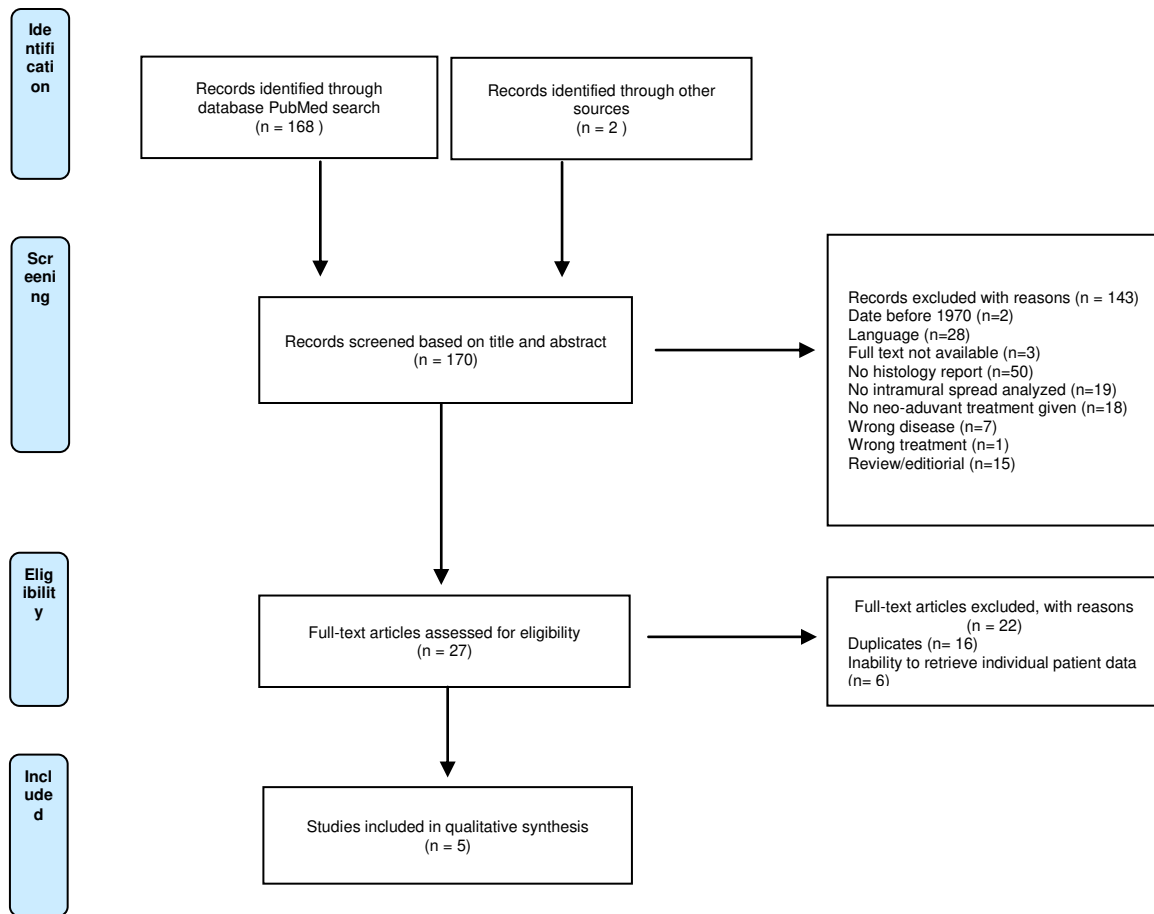 Ide
ntifi
cati
on
Records identified through
database PubMed search
(n = 168 )
Records identified through other
sources
(n = 2 )
Scr
eeni
ng
Records screened based on title and abstract
(n = 170)
Records excluded with reasons (n = 143)
Date before 1970 (n=2)
Language (n=28)
Full text not available (n=3)
No histology report (n=50)
No intramural spread analyzed (n=19)
No neo-aduvant treatment given (n=18)
Wrong disease (n=7)
Wrong treatment (n=1)
Review/editiorial (n=15)
Elig
ibilit
y
Full-text articles assessed for eligibility
(n = 27)
Full-text articles excluded, with reasons
(n = 22)
Duplicates (n= 16)
Inability to retrieve individual patient data
(n= 6)
Incl
ude
d
Studies included in qualitative synthesis
(n = 5)